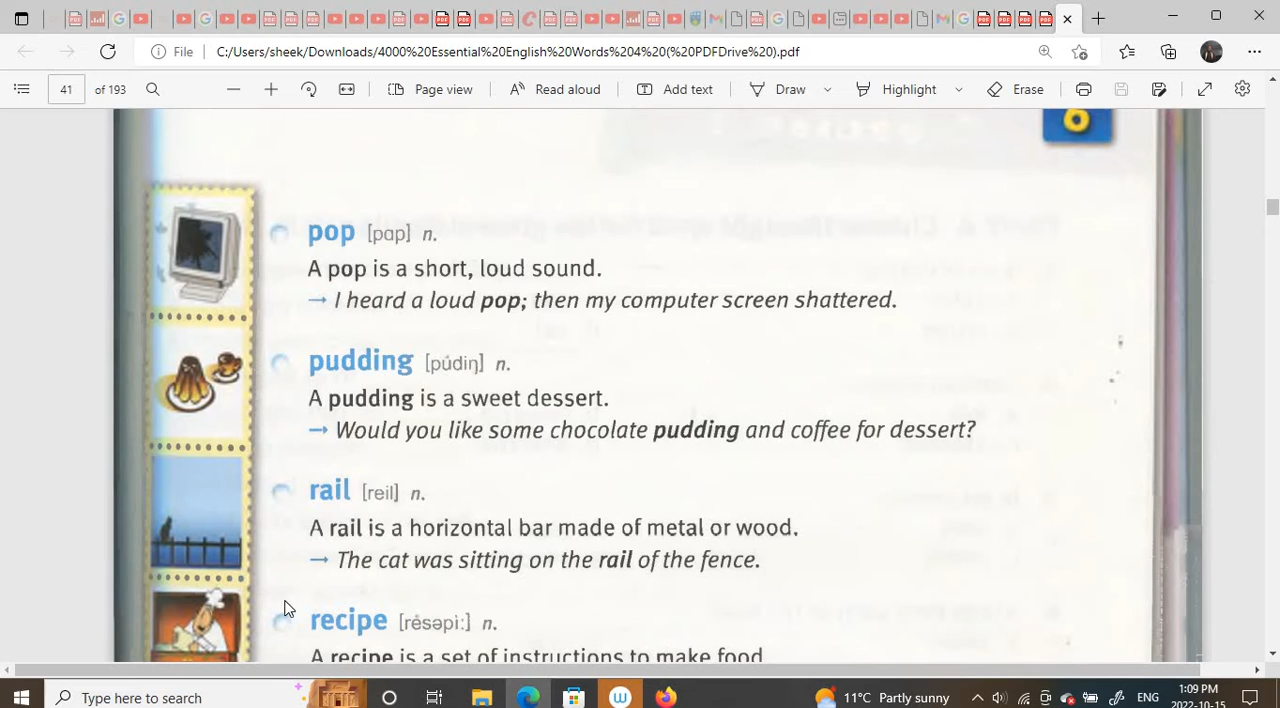 File
C:/Users/sheek/Downloads/4000%20Essential%20English%20Words%204%20(%20PDFDrive%20).pdf
41 of 193
Page view
Read aloud
Add text
Draw
Highlight
Erase
6
pop [pɑp] n.
A pop is a short, loud sound.
→ I heard a loud pop; then my computer screen shattered.
pudding [púdiŋ] n.
A pudding is a sweet dessert.
→ Would you like some chocolate pudding and coffee for dessert?
rail [reil] n.
A rail is a horizontal bar made of metal or wood.
→ The cat was sitting on the rail of the fence.
recipe [résəpìː] n.
A recipe is a set of instructions to make food
Type here to search
11°C Partly sunny
ENG
1:09 PM
2022-10-15